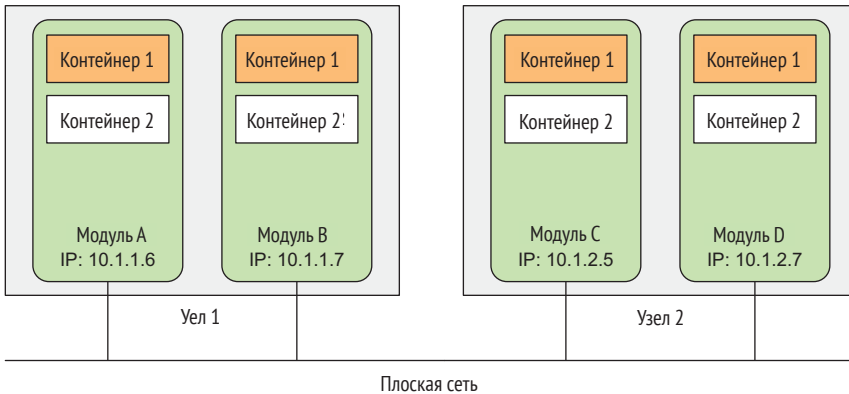 Контейнер 1
Контейнер 2
Модуль A
IP: 10.1.1.6
Контейнер 1
Контейнер 2'
Модуль B
IP: 10.1.1.7
Уел 1
Контейнер 1
Контейнер 2
Модуль C
IP: 10.1.2.5
Контейнер 1
Контейнер 2
Модуль D
IP: 10.1.2.7
Узел 2
Плоская сеть